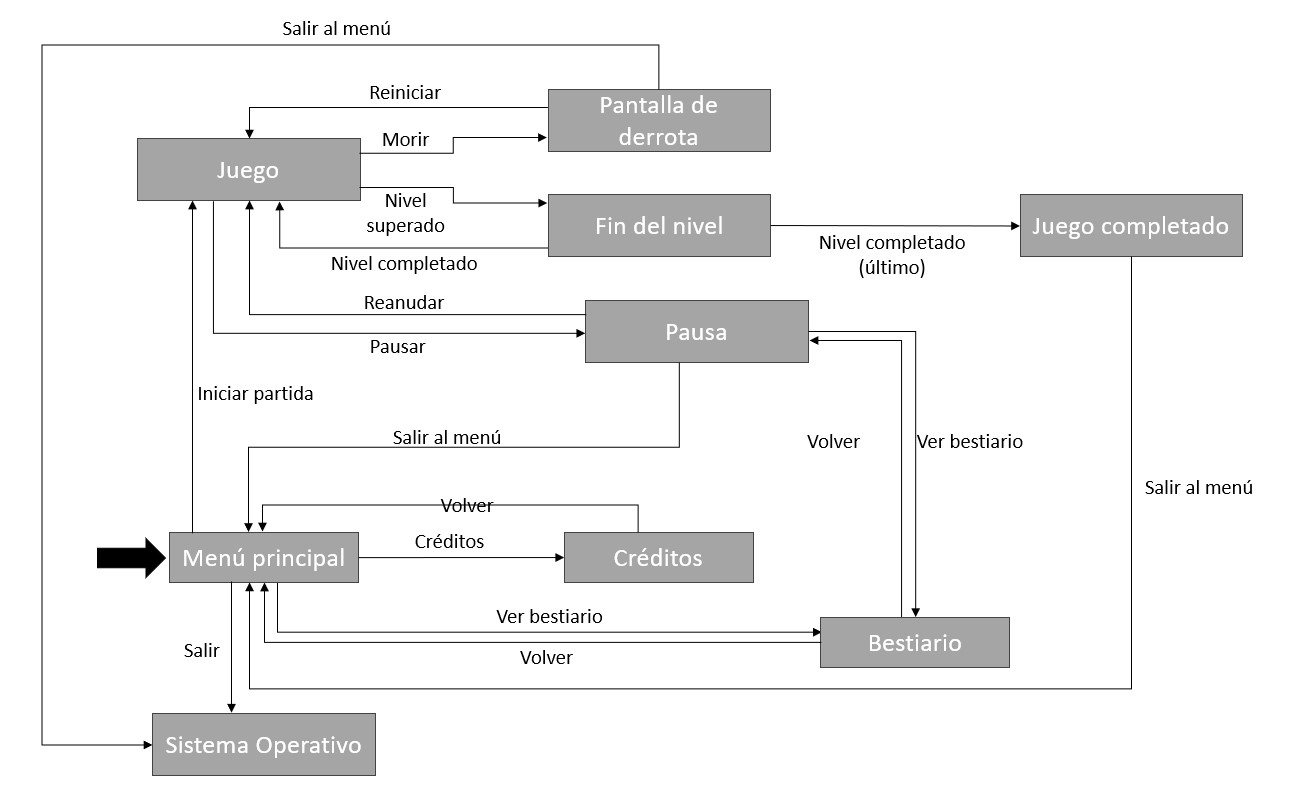 Salir al menú
Reiniciar
Pantalla de
derrota
Morir
Juego
Nivel
superado
Fin del nivel
Juego completado
Nivel completado
(último)
Nivel completado
Reanudar
Pausa
Pausar
Iniciar partida
Salir al menú
Volver
Ver bestiario
Salir al menú
Volver
Créditos
Menú principal
Créditos
Ver bestiario
Bestiario
Salir
Volver
Sistema Operativo